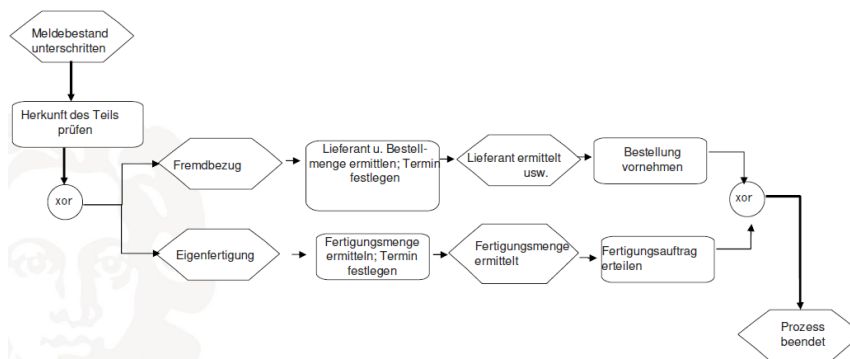 Meldebestand
unterschritten
Herkunft des Teils
prüfen
xor
Fremdbezug
Lieferant u. Bestell-
menge ermittlen; Termin
festlegen
Lieferant ermittelt
usw.
Bestellung
vornehmen
Eigenfertigung
Fertigungsmenge
ermitteln; Termin
festlegen
Fertigungsmenge
ermittelt
Fertigungsauftrag
erteilen
xor
Prozess
beendet